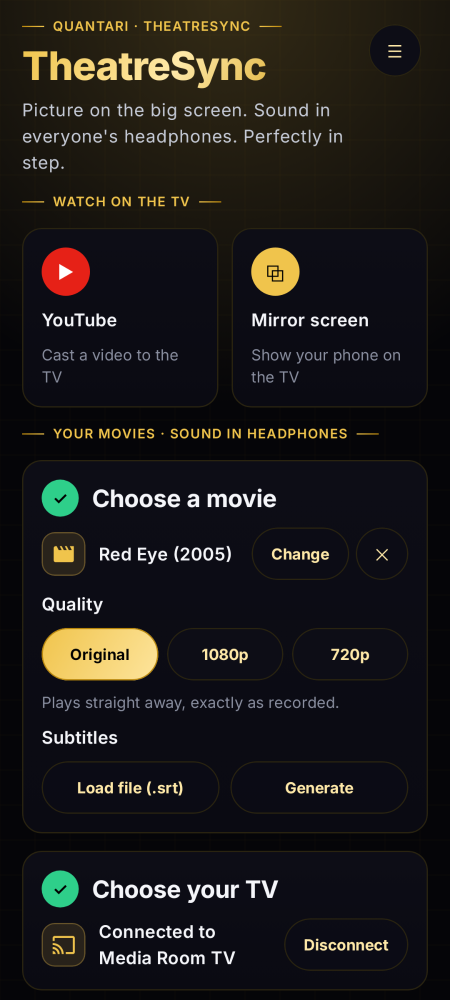 QUANTARI · THEATRESYNC
TheatreSync
Picture on the big screen. Sound in
everyone's headphones. Perfectly in
step.
WATCH ON THE TV
YouTube
Cast a video to the
TV
Mirror screen
Show your phone on
the TV
YOUR MOVIES · SOUND IN HEADPHONES
Choose a movie
Red Eye (2005)
Change
Quality
Original
1080p
720p
Plays straight away, exactly as recorded.
Subtitles
Load file (.srt)
Generate
Choose your TV
Connected to
Media Room TV
Disconnect